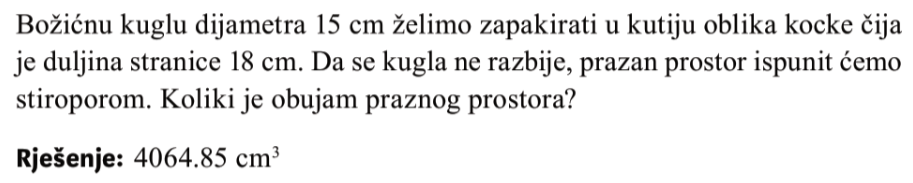 Božićnu kuglu dijametra 15 cm želimo zapakirati u kutiju oblika kocke čija
je duljina stranice 18 cm. Da se kugla ne razbije, prazan prostor ispunit ćemo
stiroporom. Koliki je obujam praznog prostora?
Rješenje: 4064.85 cm³